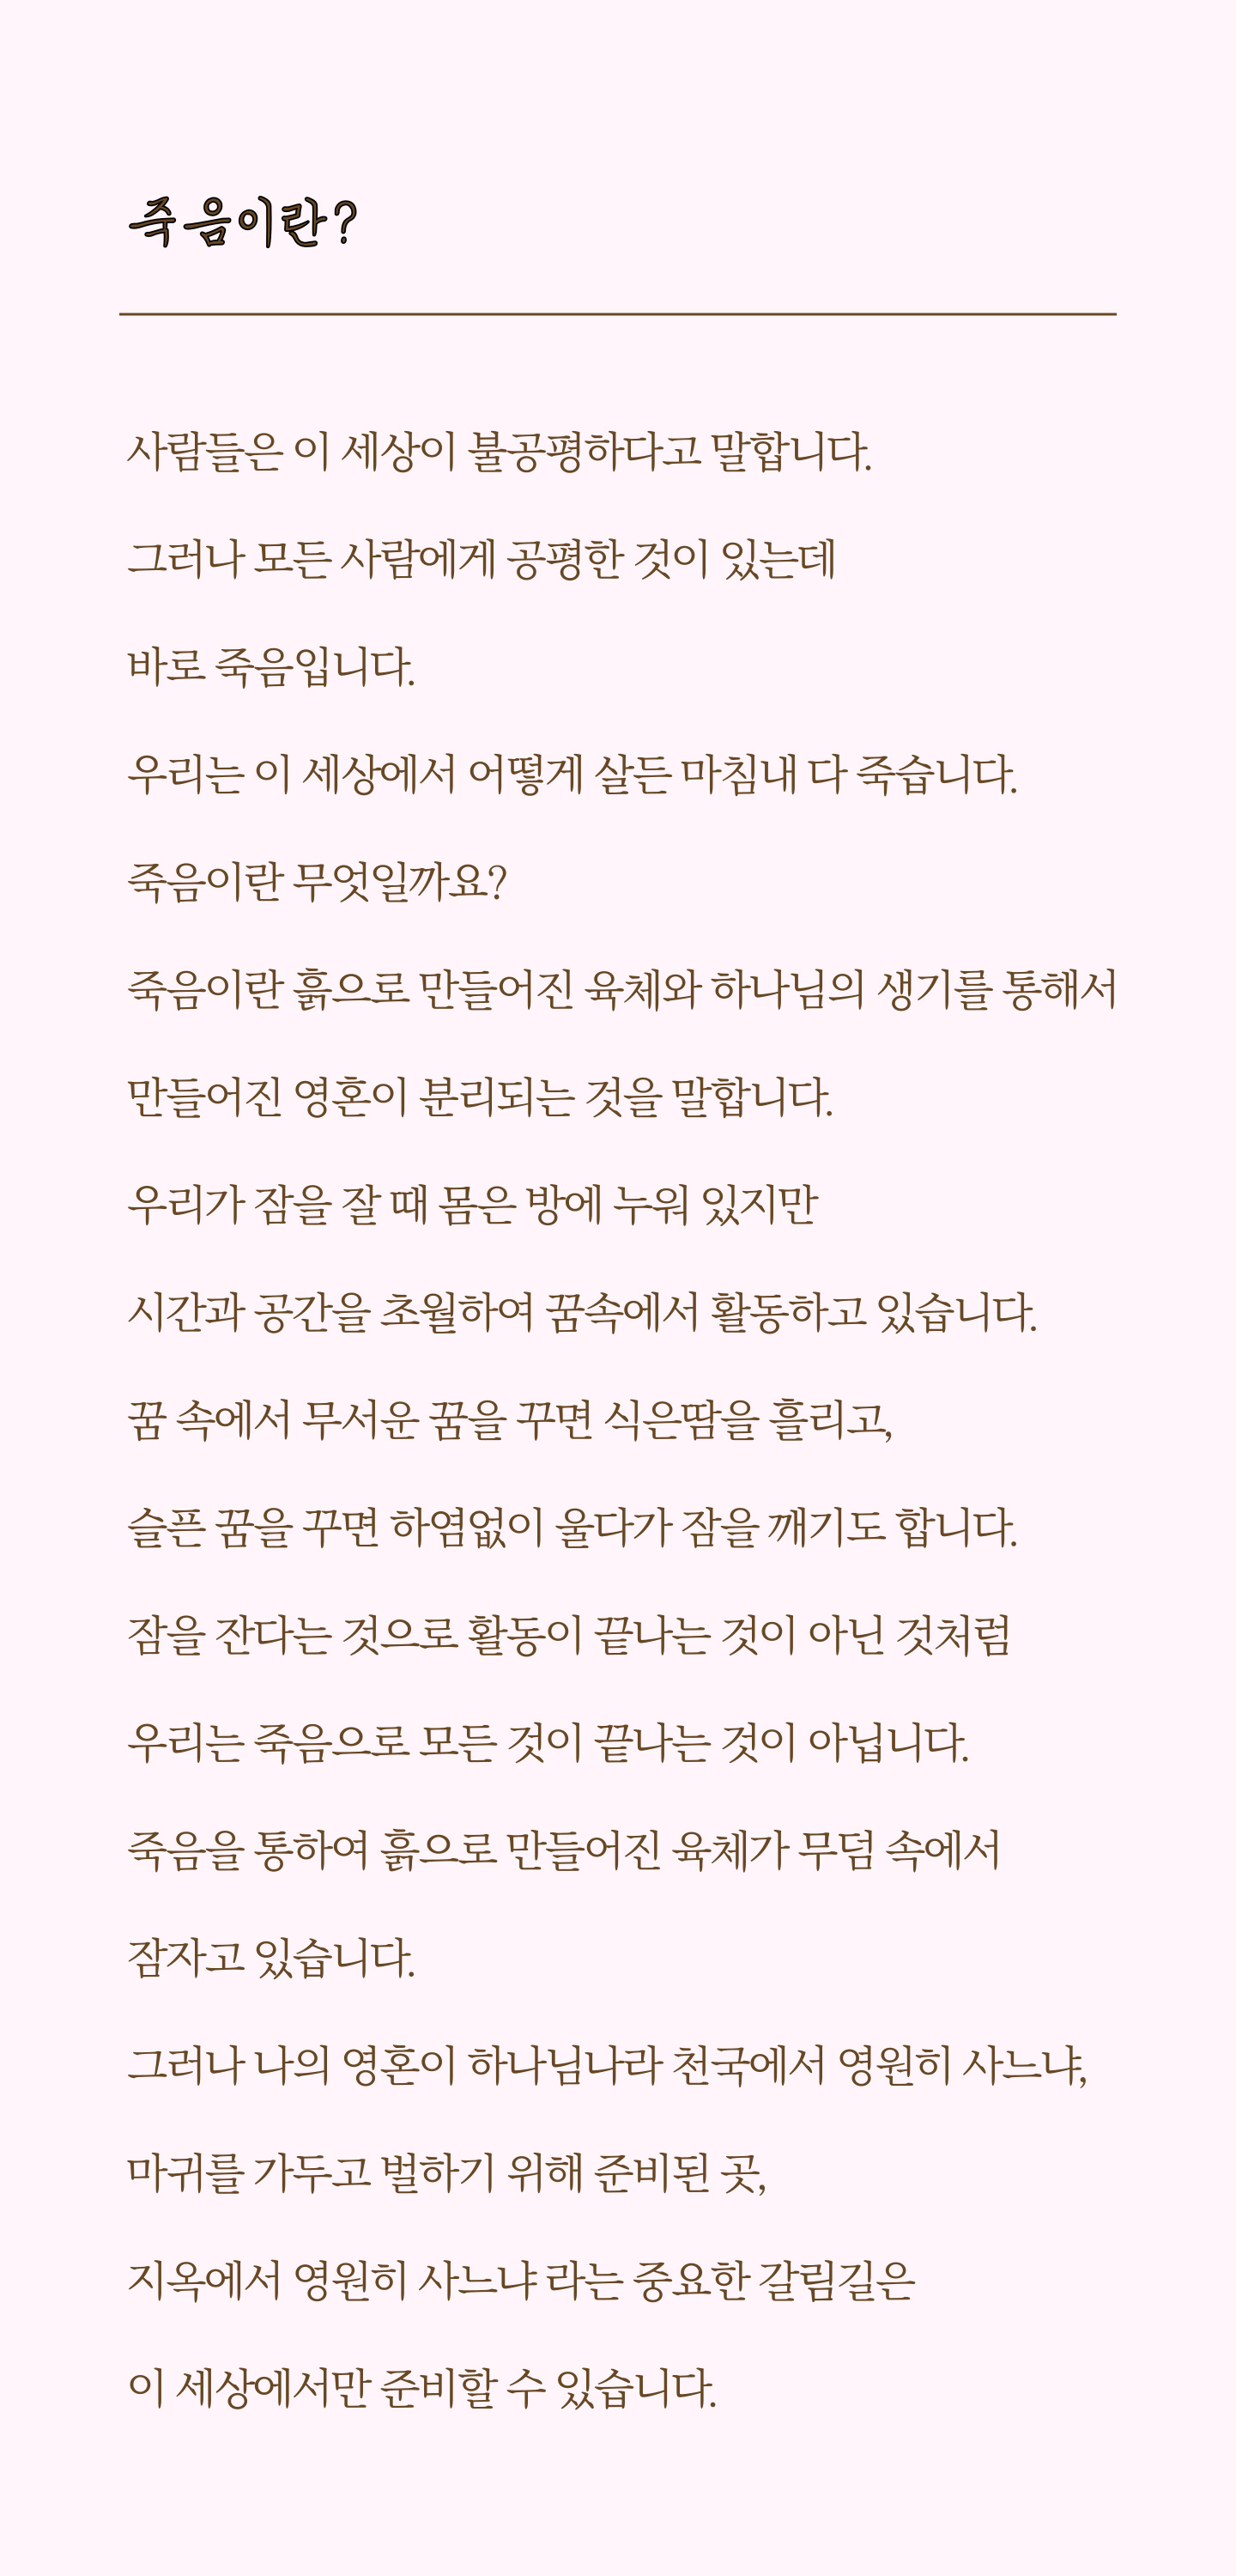 죽음이란?
사람들은 이 세상이 불공평하다고 말합니다.
그러나 모든 사람에게 공평한 것이 있는데
바로 죽음입니다.
우리는 이 세상에서 어떻게 살든 마침내 다 죽습니다.
죽음이란 무엇일까요?
죽음이란 흙으로 만들어진 육체와 하나님의 생기를 통해서
만들어진 영혼이 분리되는 것을 말합니다.
우리가 잠을 잘 때 몸은 방에 누워 있지만
시간과 공간을 초월하여 꿈속에서 활동하고 있습니다.
꿈 속에서 무서운 꿈을 꾸면 식은땀을 흘리고,
슬픈 꿈을 꾸면 하염없이 울다가 잠을 깨기도 합니다.
잠을 잔다는 것으로 활동이 끝나는 것이 아닌 것처럼
우리는 죽음으로 모든 것이 끝나는 것이 아닙니다.
죽음을 통하여 흙으로 만들어진 육체가 무덤 속에서
잠자고 있습니다.
그러나 나의 영혼이 하나님나라 천국에서 영원히 사느냐,
마귀를 가두고 벌하기 위해 준비된 곳,
지옥에서 영원히 사느냐 라는 중요한 갈림길은
이 세상에서만 준비할 수 있습니다.